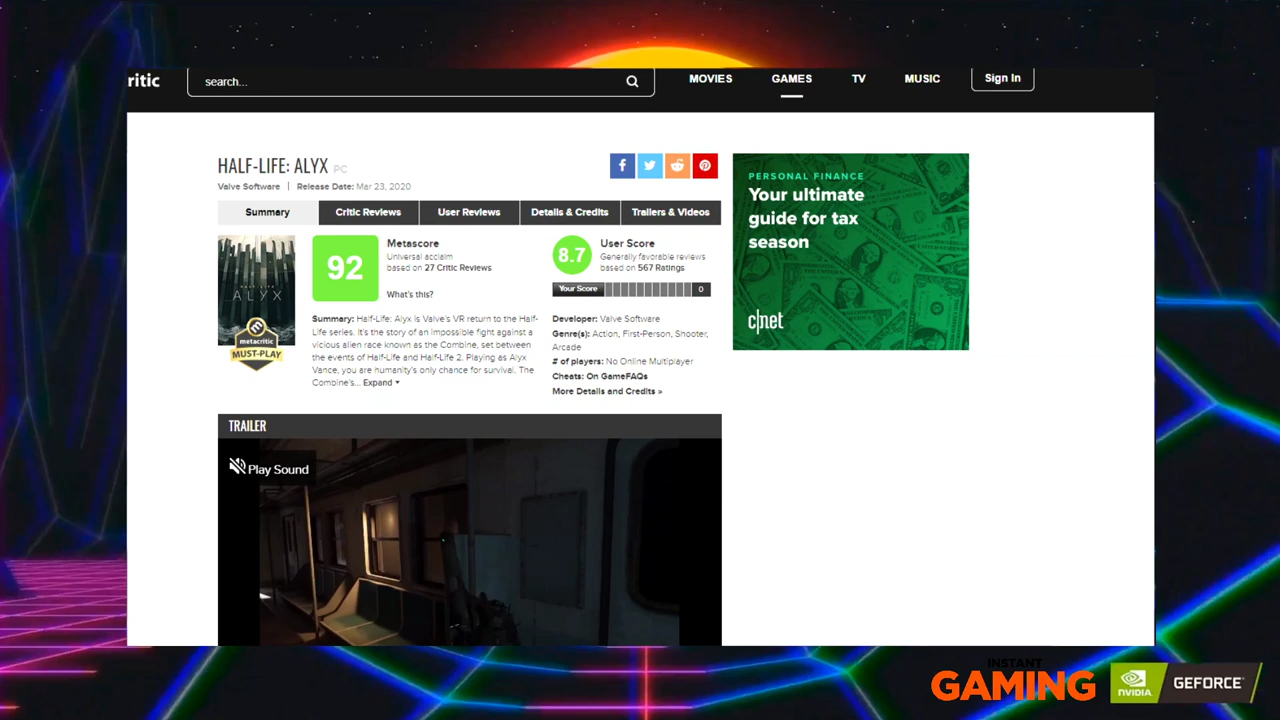 ritic
search...
MOVIES
GAMES
TV
MUSIC
Sign In
HALF-LIFE: ALYX PC
Valve Software | Release Date: Mar 23, 2020
Summary
Critic Reviews
User Reviews
Details & Credits
Trailers & Videos
HALF-LIFE
ALYX
m
metacritic
MUST-PLAY
92
Metascore
Universal acclaim
based on 27 Critic Reviews
What's this?
8.7
User Score
Generally favorable reviews
based on 567 Ratings
Your Score
0
Summary: Half-Life: Alyx is Valve's VR return to the Half-
Life series. It's the story of an impossible fight against a
vicious alien race known as the Combine, set between
the events of Half-Life and Half-Life 2. Playing as Alyx
Vance, you are humanity's only chance for survival. The
Combine's... Expand
Developer: Valve Software
Genre(s): Action, First-Person, Shooter,
Arcade
# of players: No Online Multiplayer
Cheats: On GameFAQs
More Details and Credits »
PERSONAL FINANCE
Your ultimate
guide for tax
season
c|net
TRAILER
Play Sound
INSTANT
GAMING
NVIDIA
GEFORCE